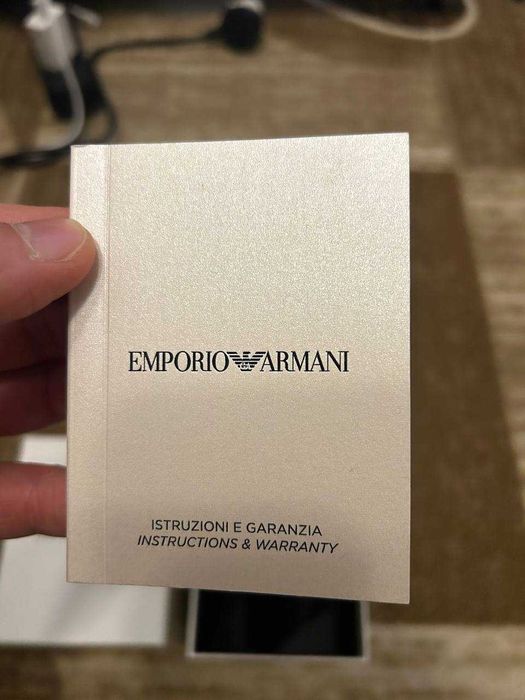 EMPORIO ARMANI
ISTRUZIONI E GARANZIA
INSTRUCTIONS & WARRANTY